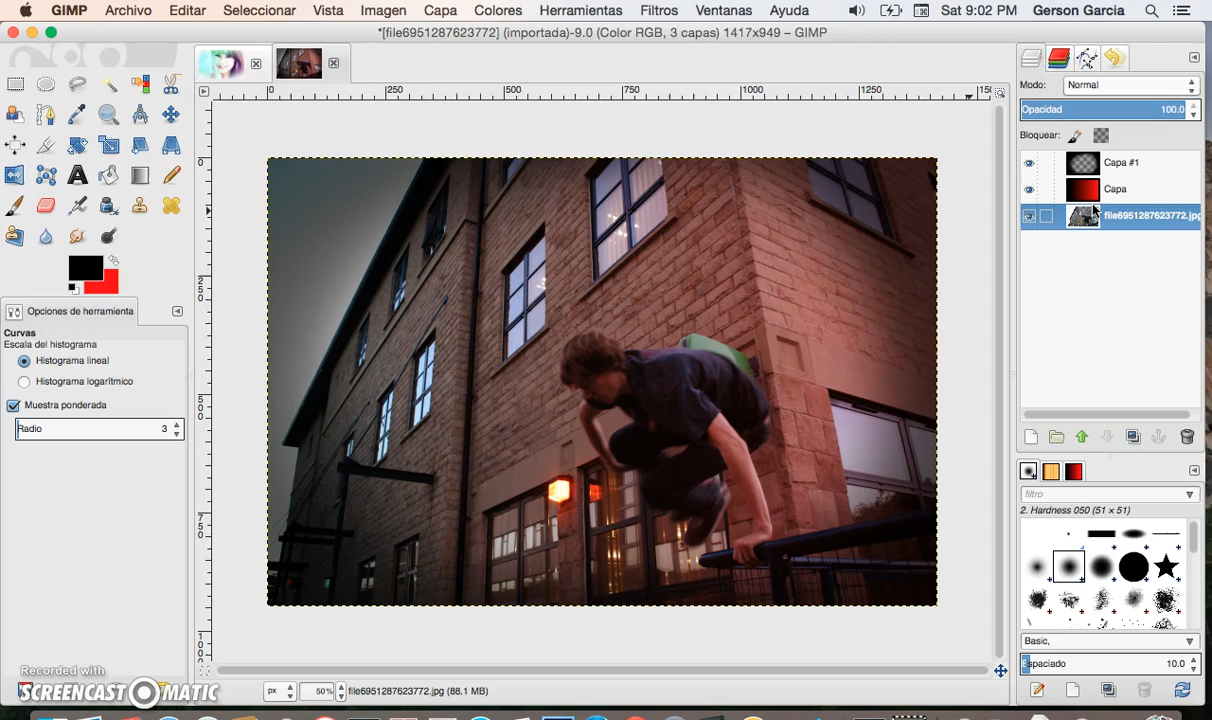 GIMP Archivo Editar Seleccionar Vista Imagen Capa Colores Herramientas Filtros Ventanas Ayuda Sat 9:02 PM Gerson Garcia
*[file6951287623772] (importada)-9.0 (Color RGB, 3 capas) 1417x949 – GIMP
0 250 500 750 1000 1250
0
250
500
750
Modo: Normal
Opacidad 100.0
Bloquear:
Capa #1
Capa
file6951287623772.jpg
Opciones de herramienta
Curvas
Escala del histograma
Histograma lineal
Histograma logarítmico
Muestra ponderada
Radio 3
filtro
2. Hardness 050 (51 × 51)
Basic,
Espaciado 10.0
px 50% file6951287623772.jpg (88.1 MB)
Recorded with
SCREENCAST-O-MATIC